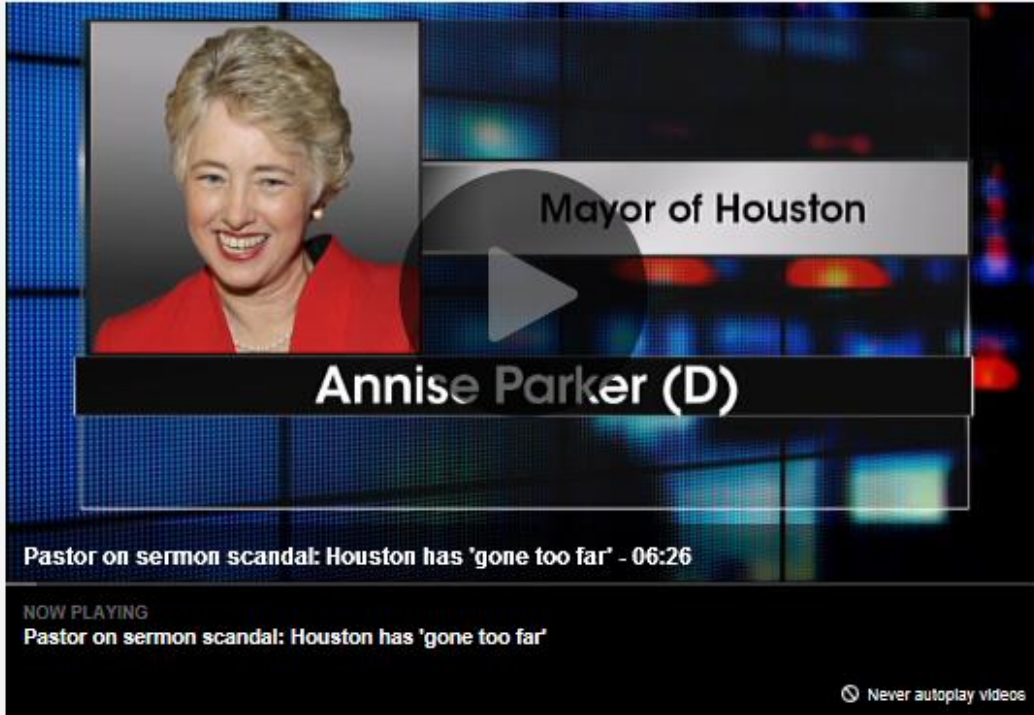 Mayor of Houston
Annise Parker (D)
Pastor on sermon scandal: Houston has 'gone too far' - 06:26
NOW PLAYING
Pastor on sermon scandal: Houston has 'gone too far'
Never autoplay videos